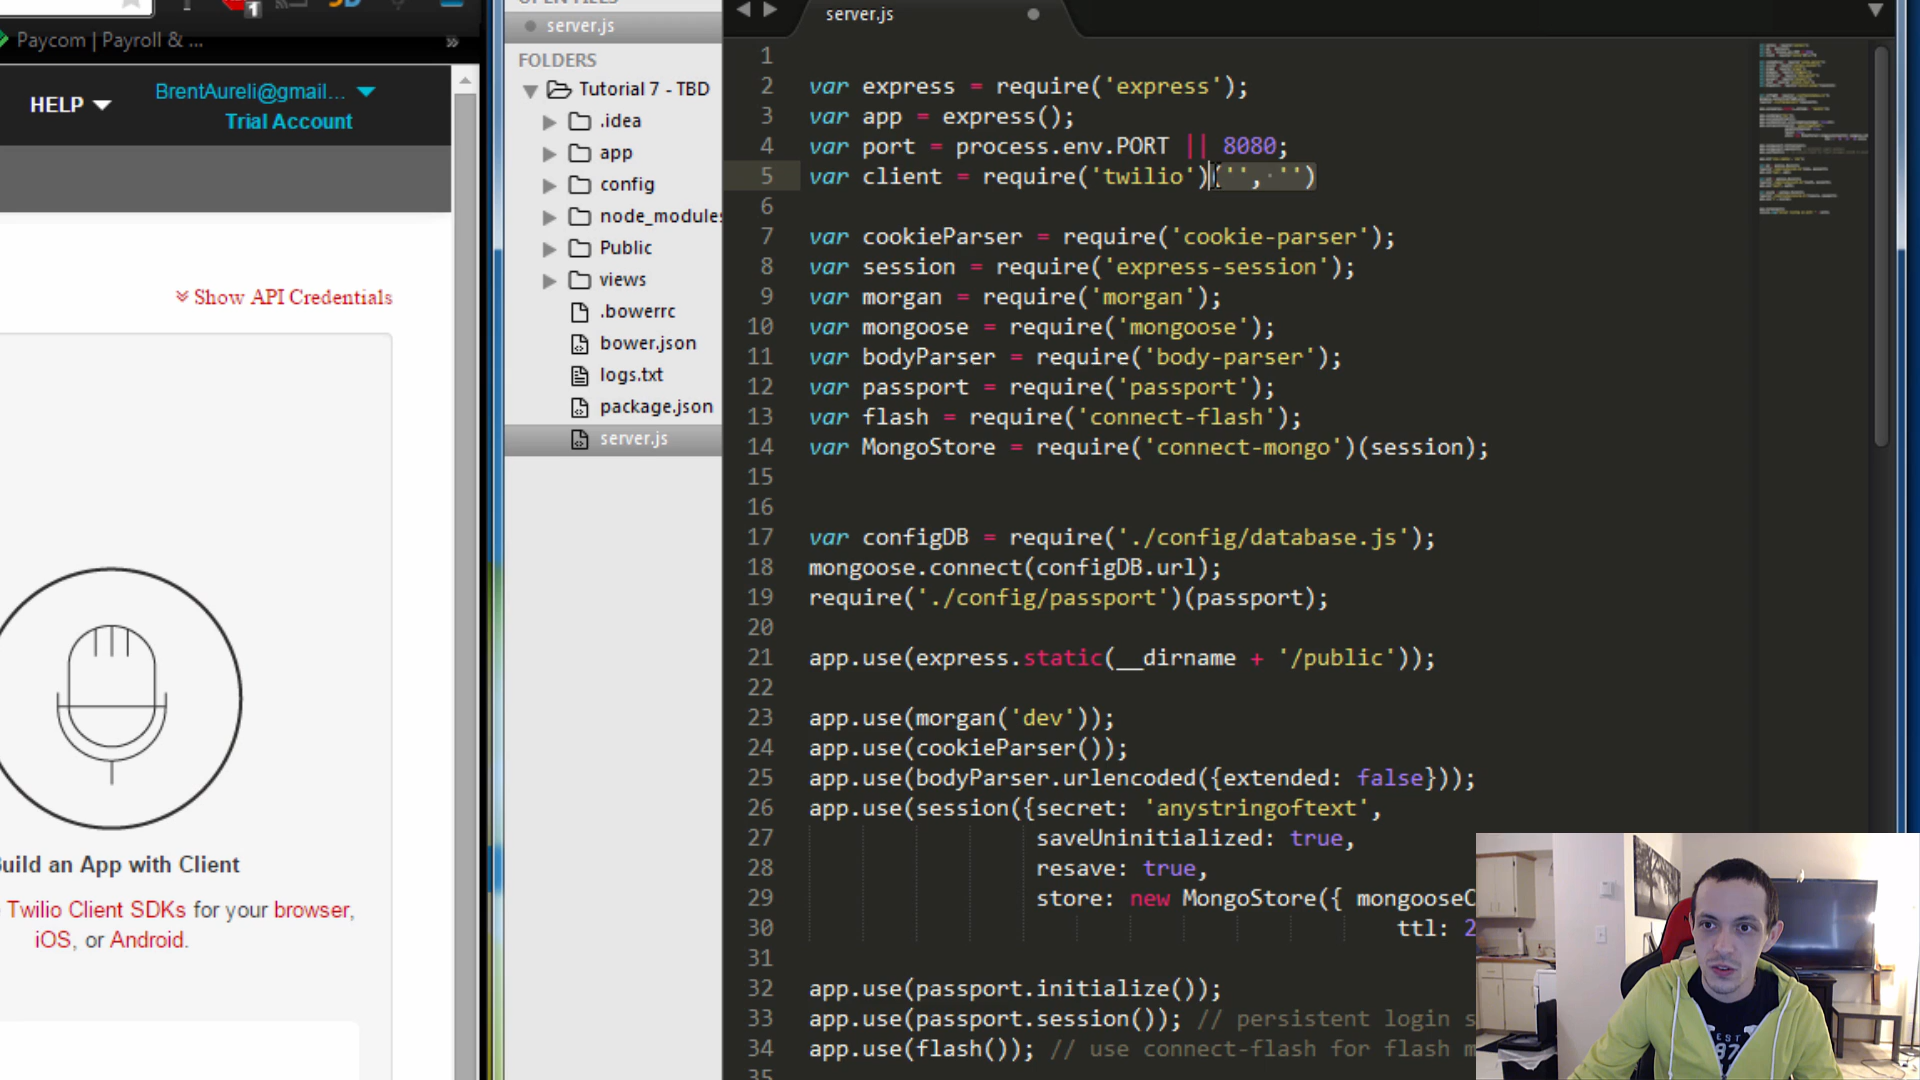 Paycom | Payroll & ...
»
HELP
BrentAureli@gmail...
Trial Account
Show API Credentials
Build an App with Client
Twilio Client SDKs for your browser,
iOS, or Android.
server.js
FOLDERS
Tutorial 7 - TBD
.idea
app
config
node_modules
Public
views
.bowerrc
bower.json
logs.txt
package.json
server.js
server.js
1
2 var express = require('express');
3 var app = express();
4 var port = process.env.PORT || 8080;
5 var client = require('twilio')('', '')
6
7 var cookieParser = require('cookie-parser');
8 var session = require('express-session');
9 var morgan = require('morgan');
10 var mongoose = require('mongoose');
11 var bodyParser = require('body-parser');
12 var passport = require('passport');
13 var flash = require('connect-flash');
14 var MongoStore = require('connect-mongo')(session);
15
16
17 var configDB = require('./config/database.js');
18 mongoose.connect(configDB.url);
19 require('./config/passport')(passport);
20
21 app.use(express.static(__dirname + '/public'));
22
23 app.use(morgan('dev'));
24 app.use(cookieParser());
25 app.use(bodyParser.urlencoded({extended: false}));
26 app.use(session({secret: 'anystringoftext',
27 saveUninitialized: true,
28 resave: true,
29 store: new MongoStore({ mongooseC
30 ttl: 2
31
32 app.use(passport.initialize());
33 app.use(passport.session()); // persistent login s
34 app.use(flash()); // use connect-flash for flash m
35